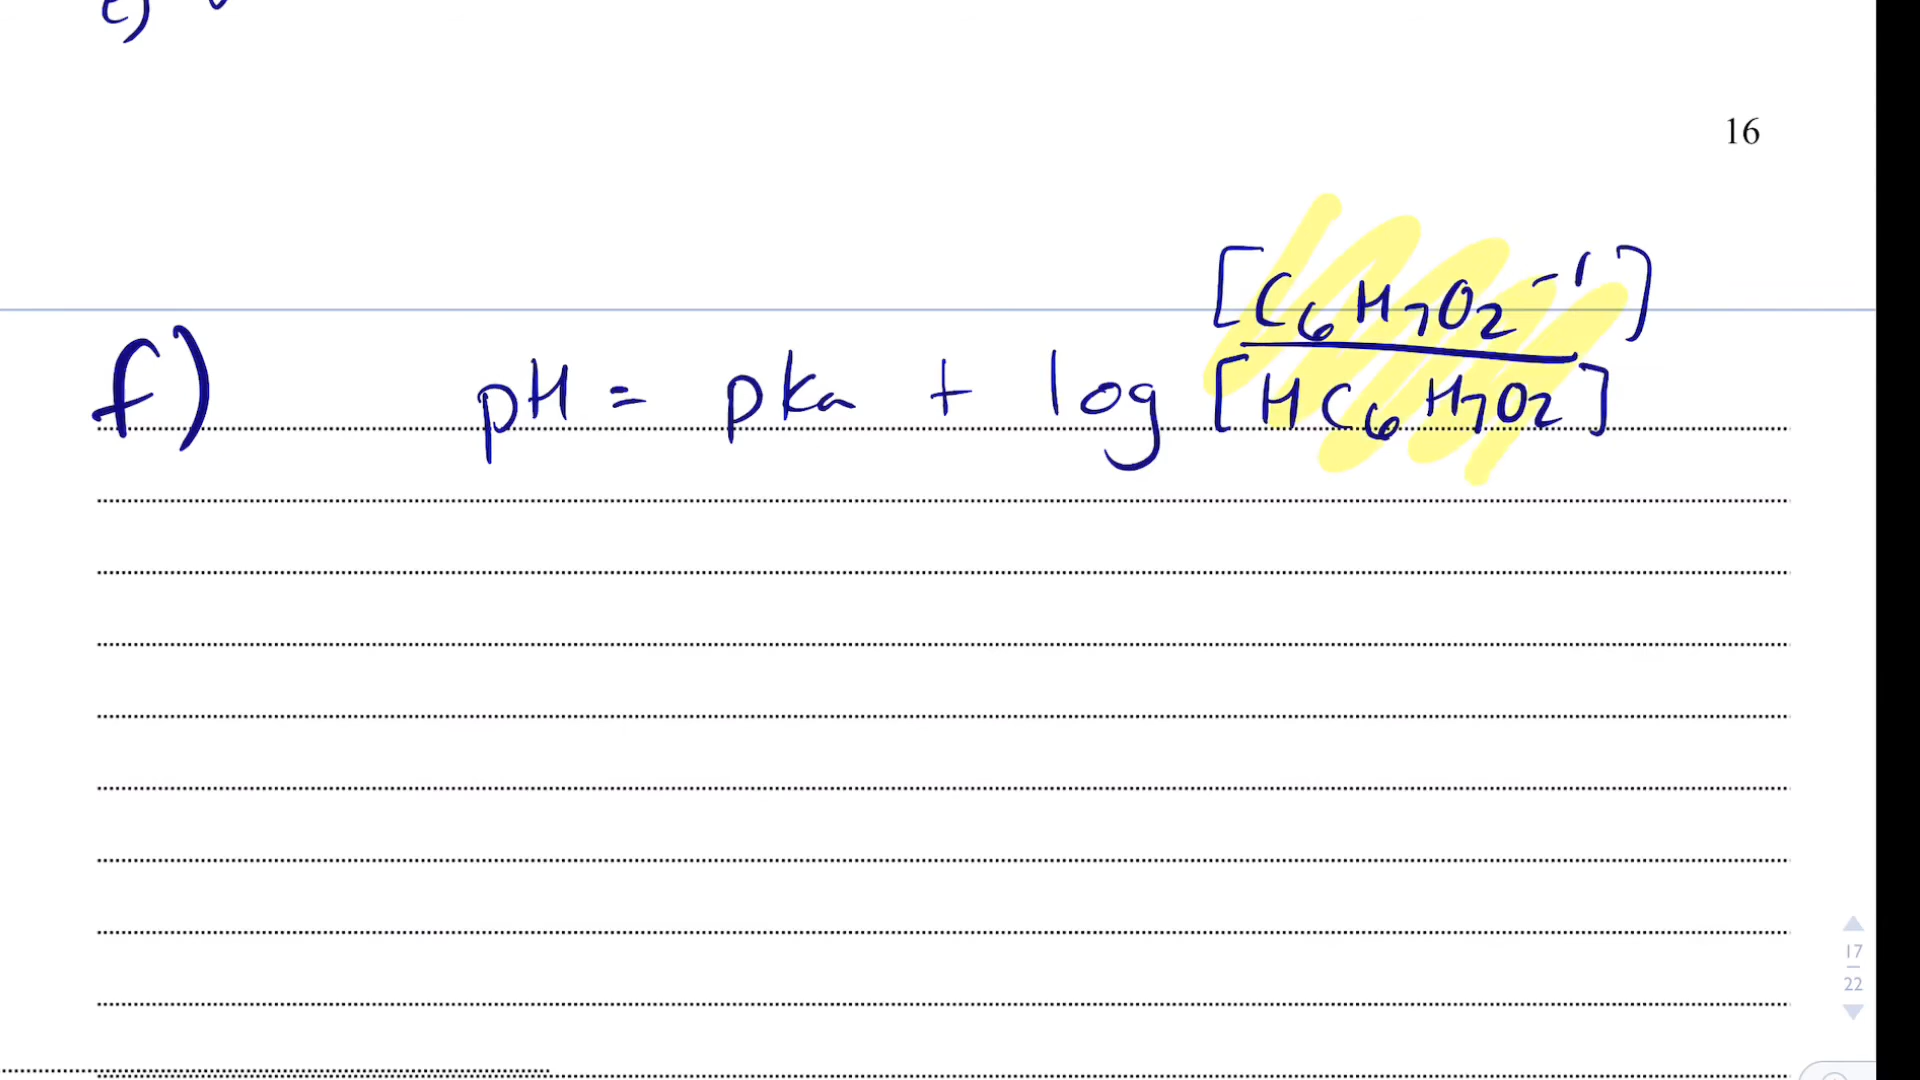 16
f) pH = pka + log [C₆H₇O₂⁻¹] / [HC₆H₇O₂]
17
22